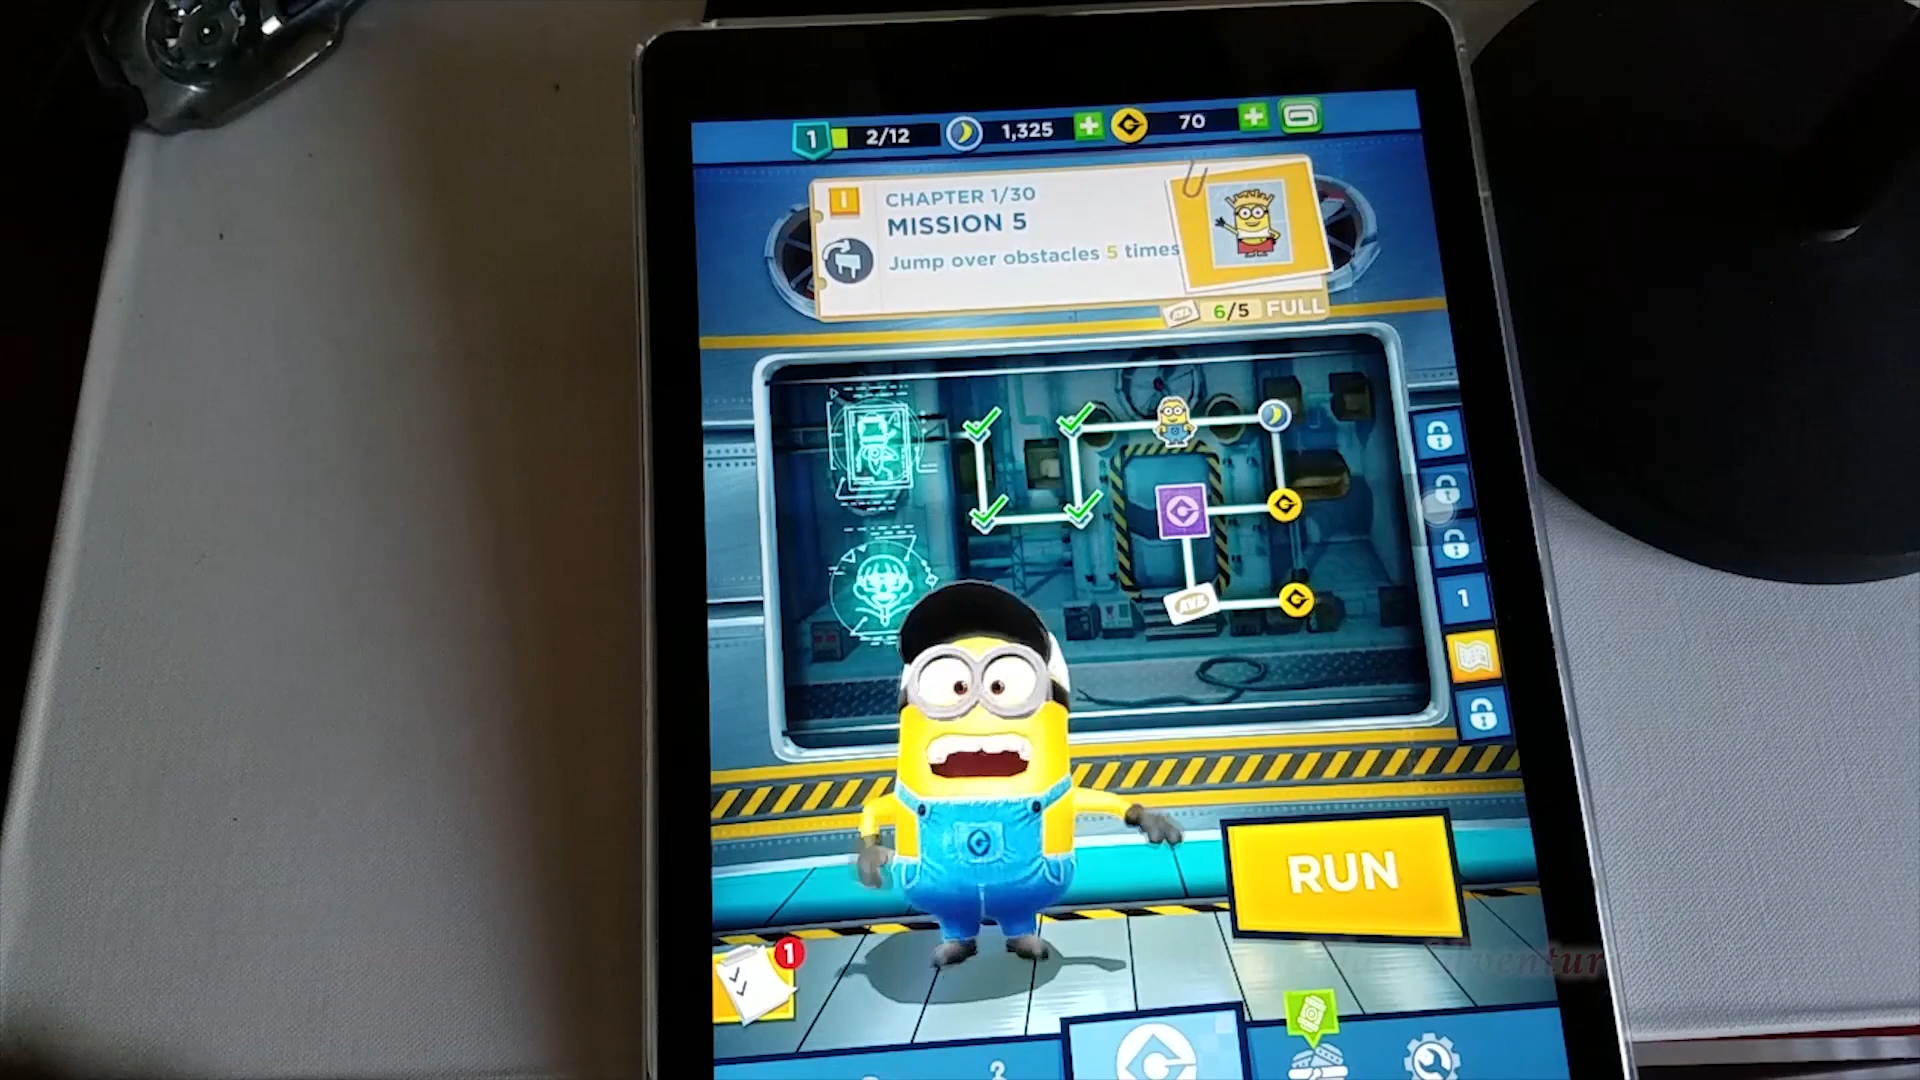 1 2/12 1,325 70
CHAPTER 1/30
MISSION 5
Jump over obstacles 5 times
6/5 FULL
1
RUN
1